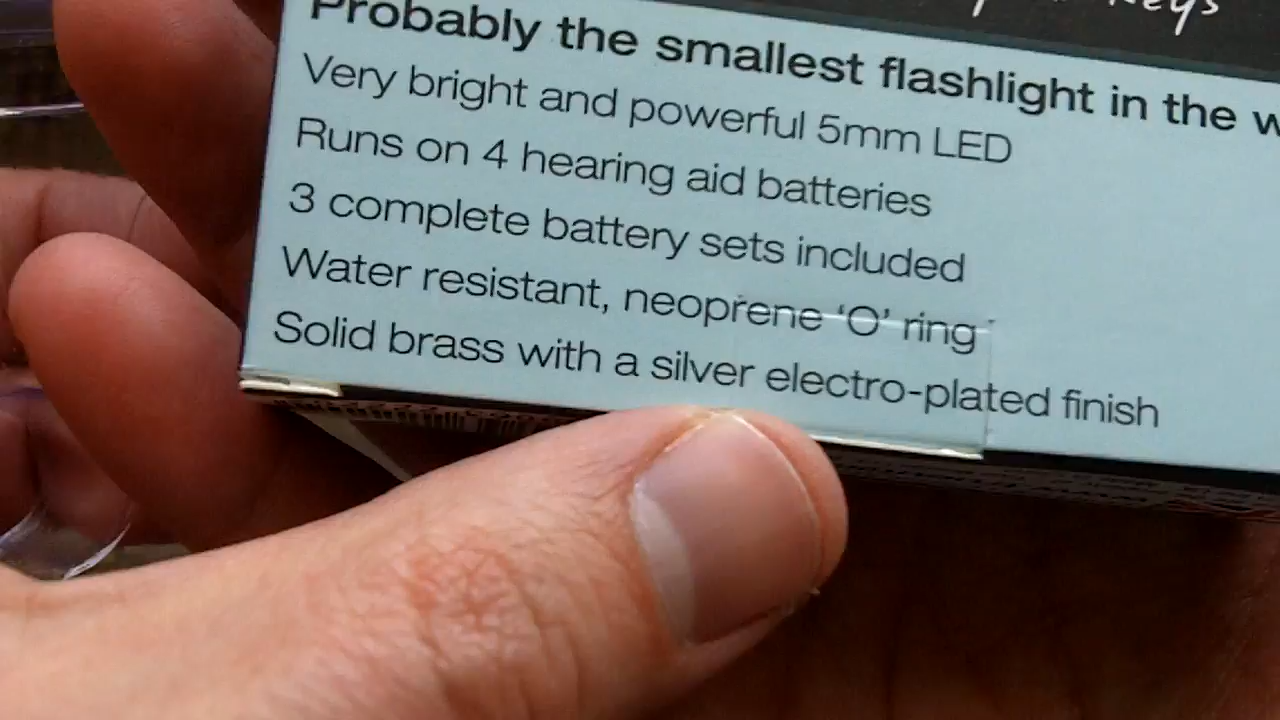 Keys
Probably the smallest flashlight in the
Very bright and powerful 5mm LED
Runs on 4 hearing aid batteries
3 complete battery sets included
Water resistant, neoprene ‘O’ ring
Solid brass with a silver electro-plated finish